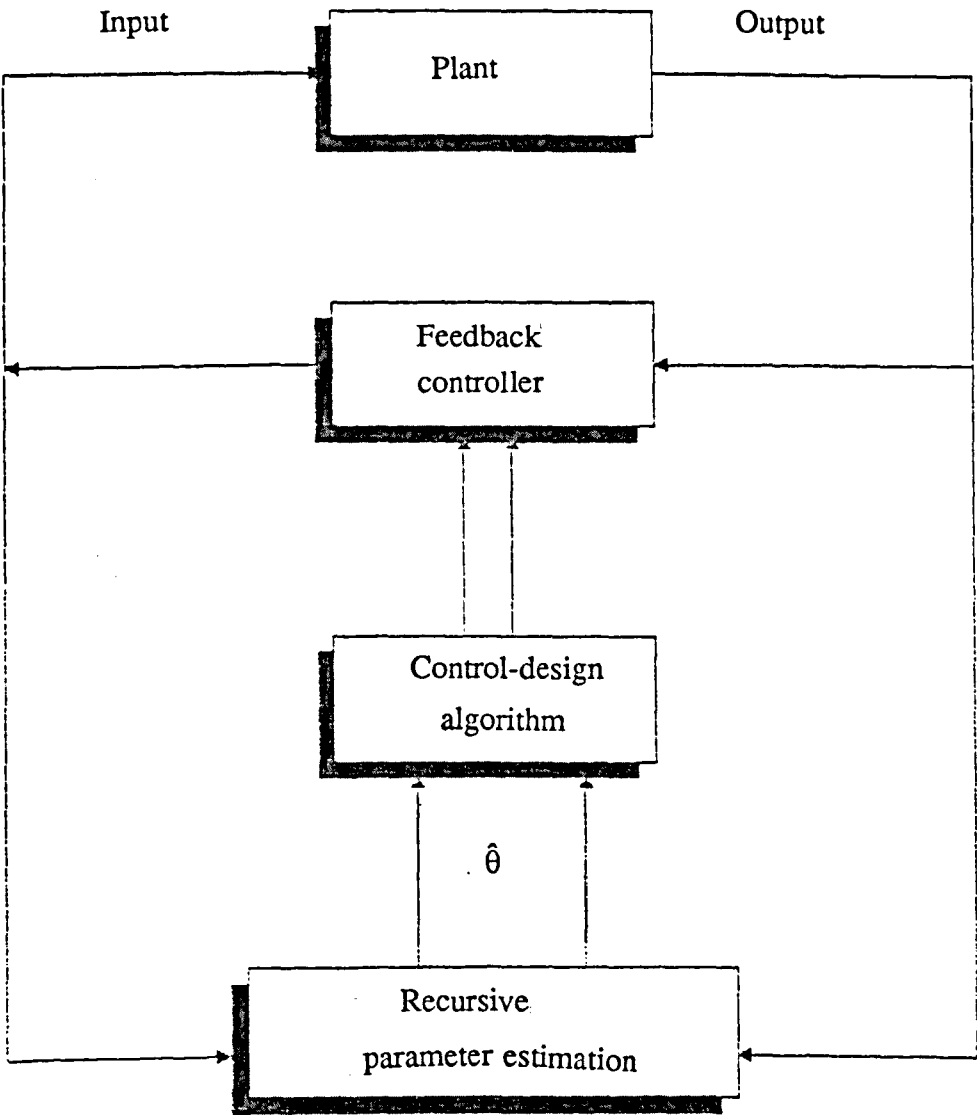 Input
Output
Plant
Feedback
controller
Control-design
algorithm
θ̂
Recursive
parameter estimation